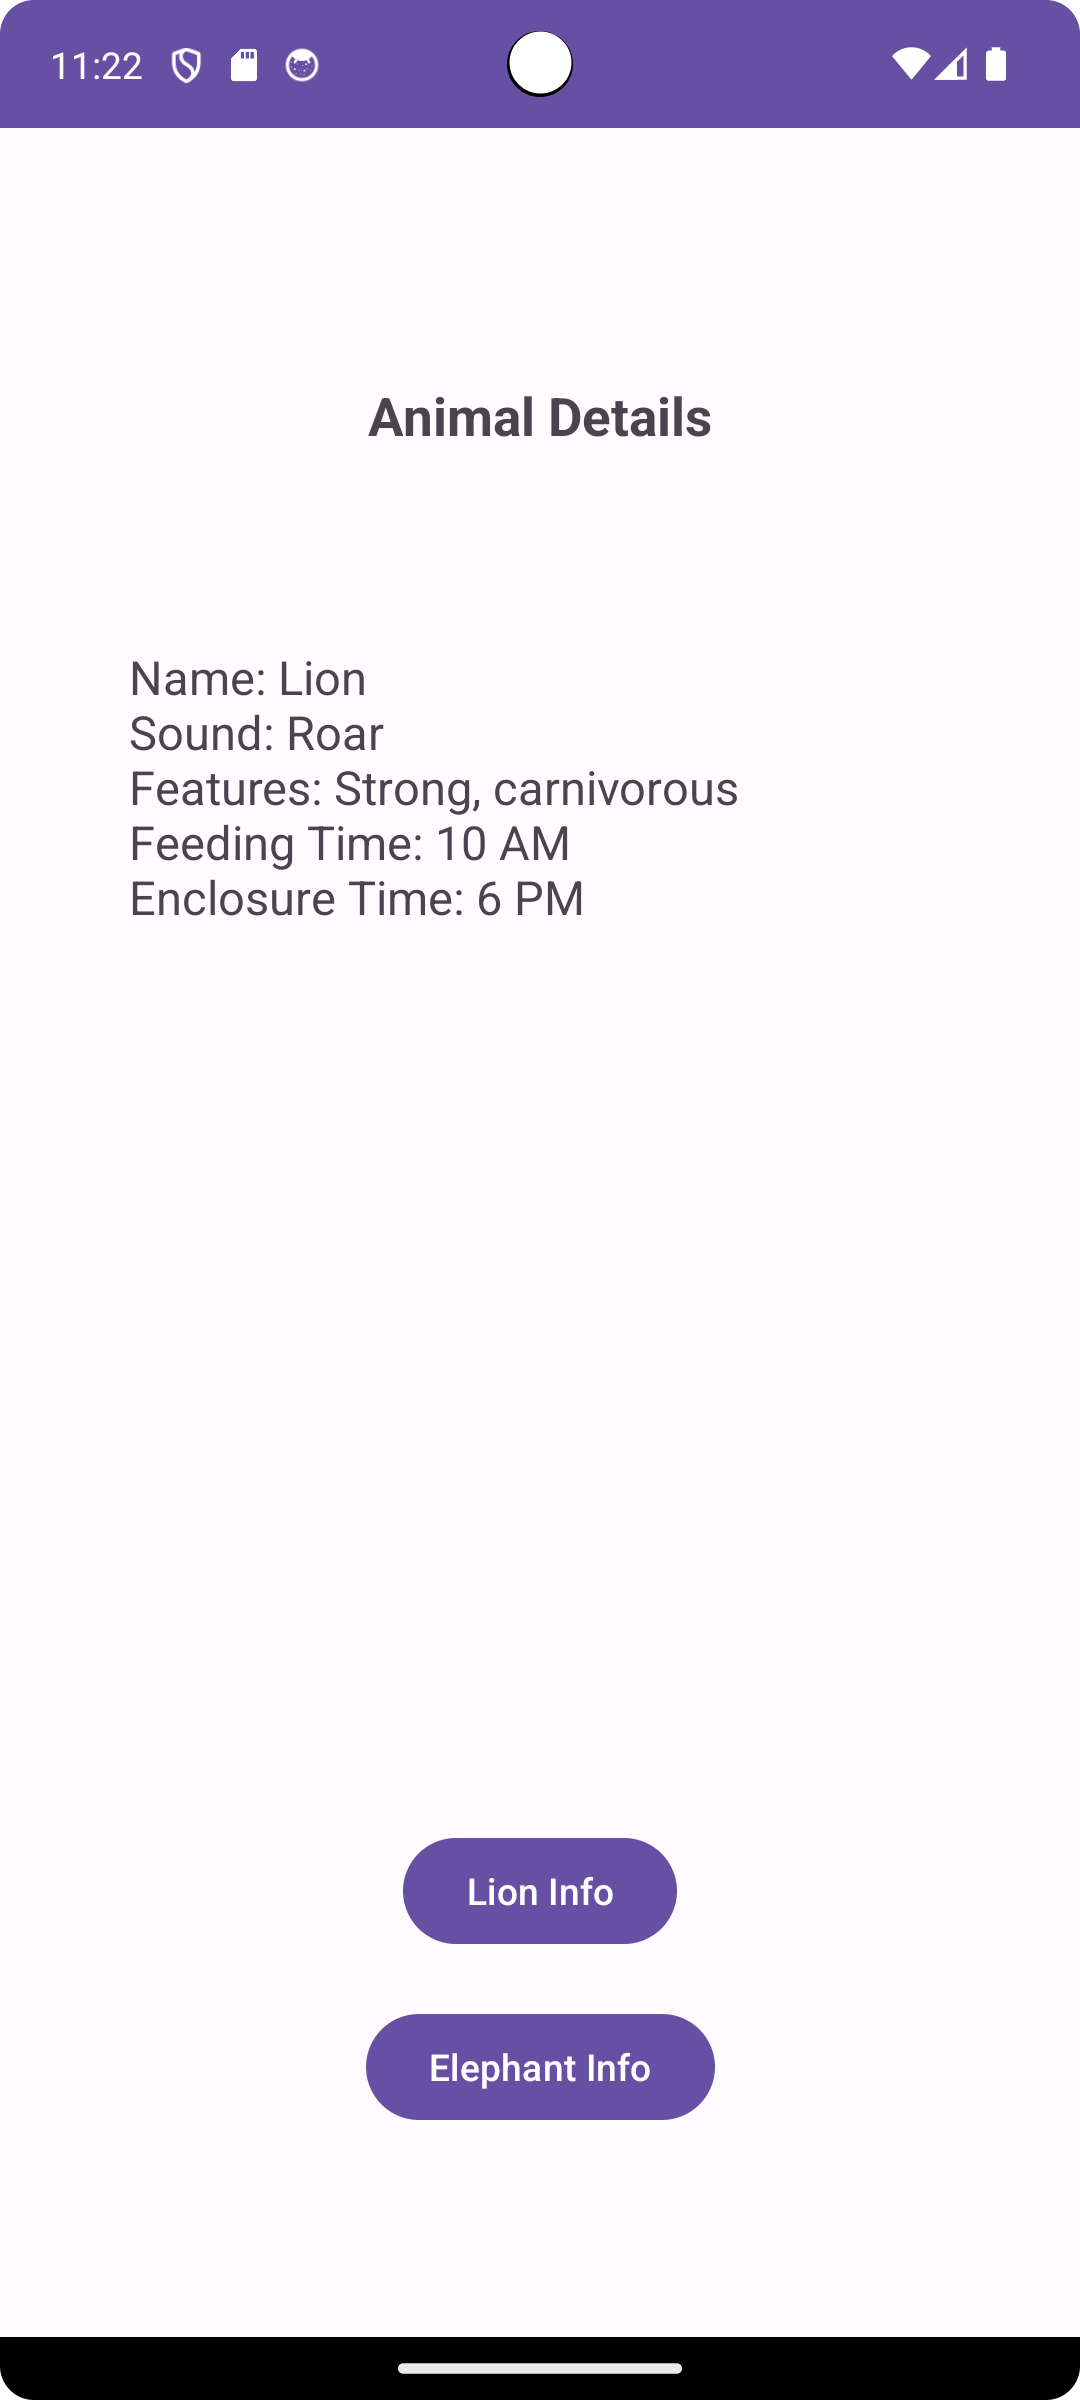 11:22
Animal Details
Name: Lion
Sound: Roar
Features: Strong, carnivorous
Feeding Time: 10 AM
Enclosure Time: 6 PM
Lion Info
Elephant Info